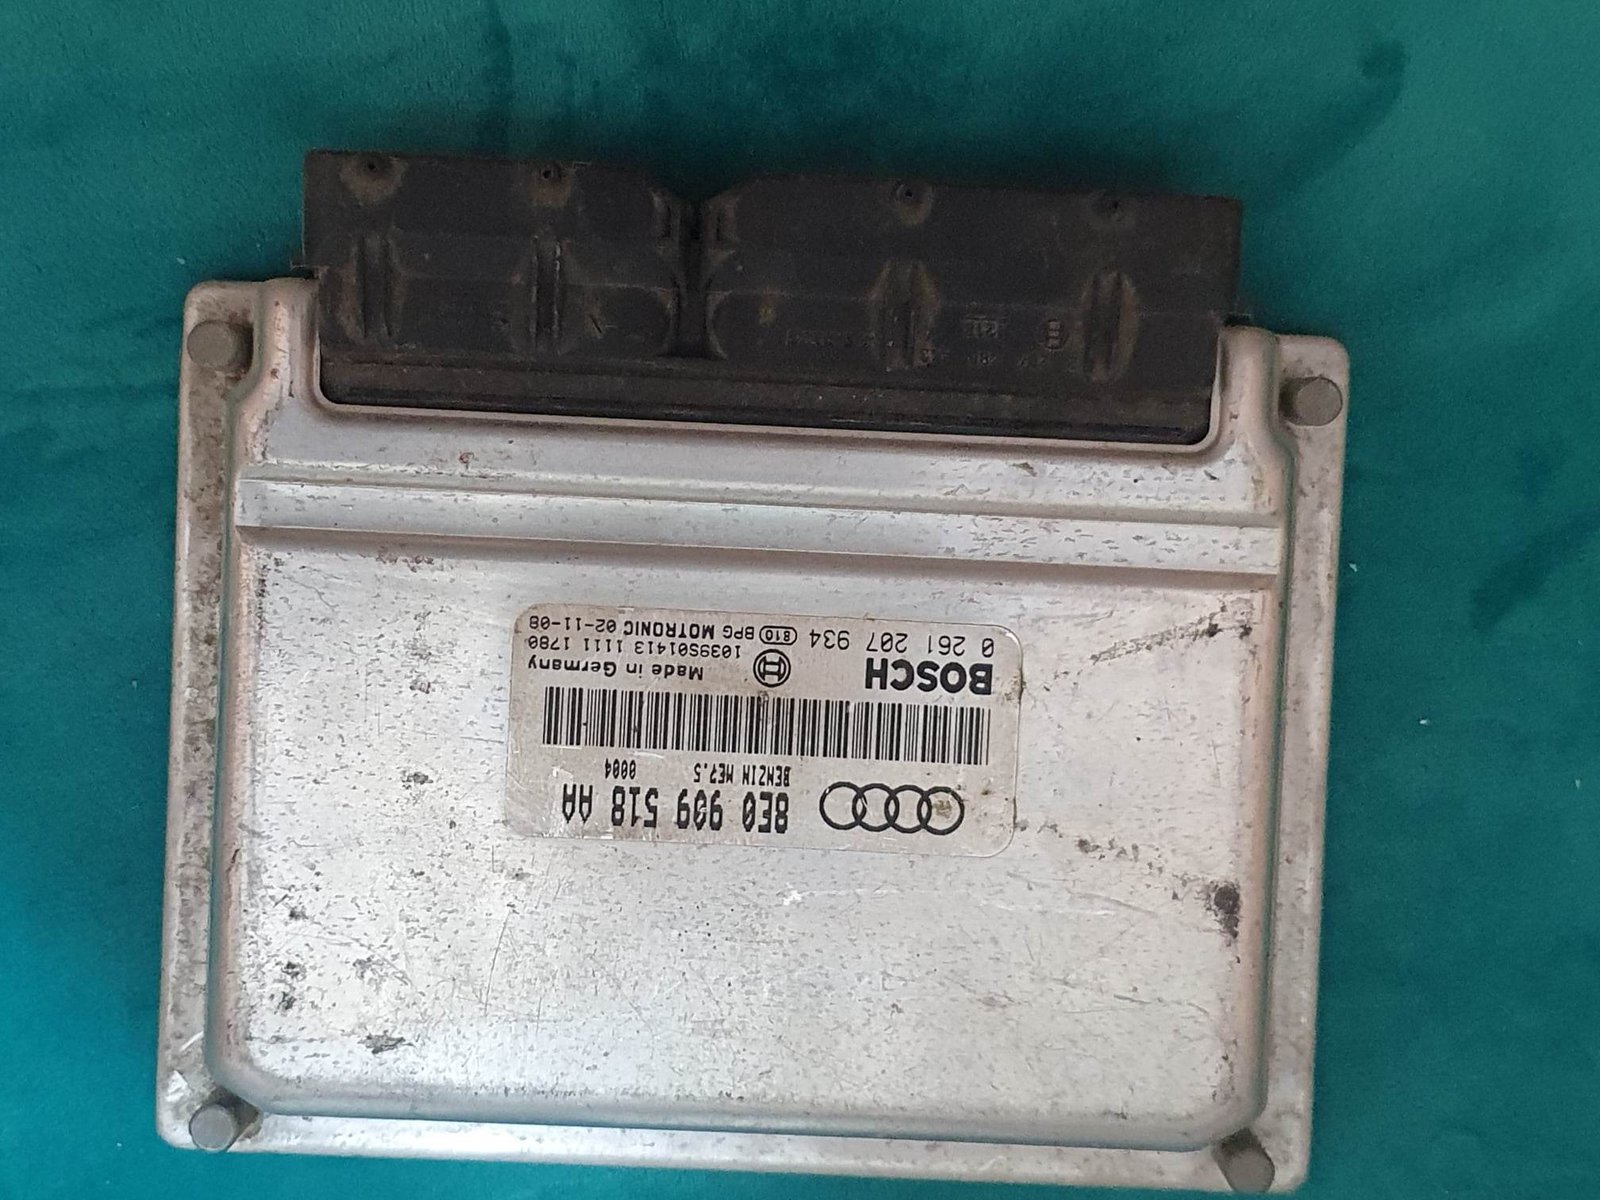 8E0 909 518 AA
BENZIN ME7.5 0004
BOSCH Made in Germany
1039S01413 1111 1780
0 261 207 934 810 BPG MOTRONIC 02-11-08